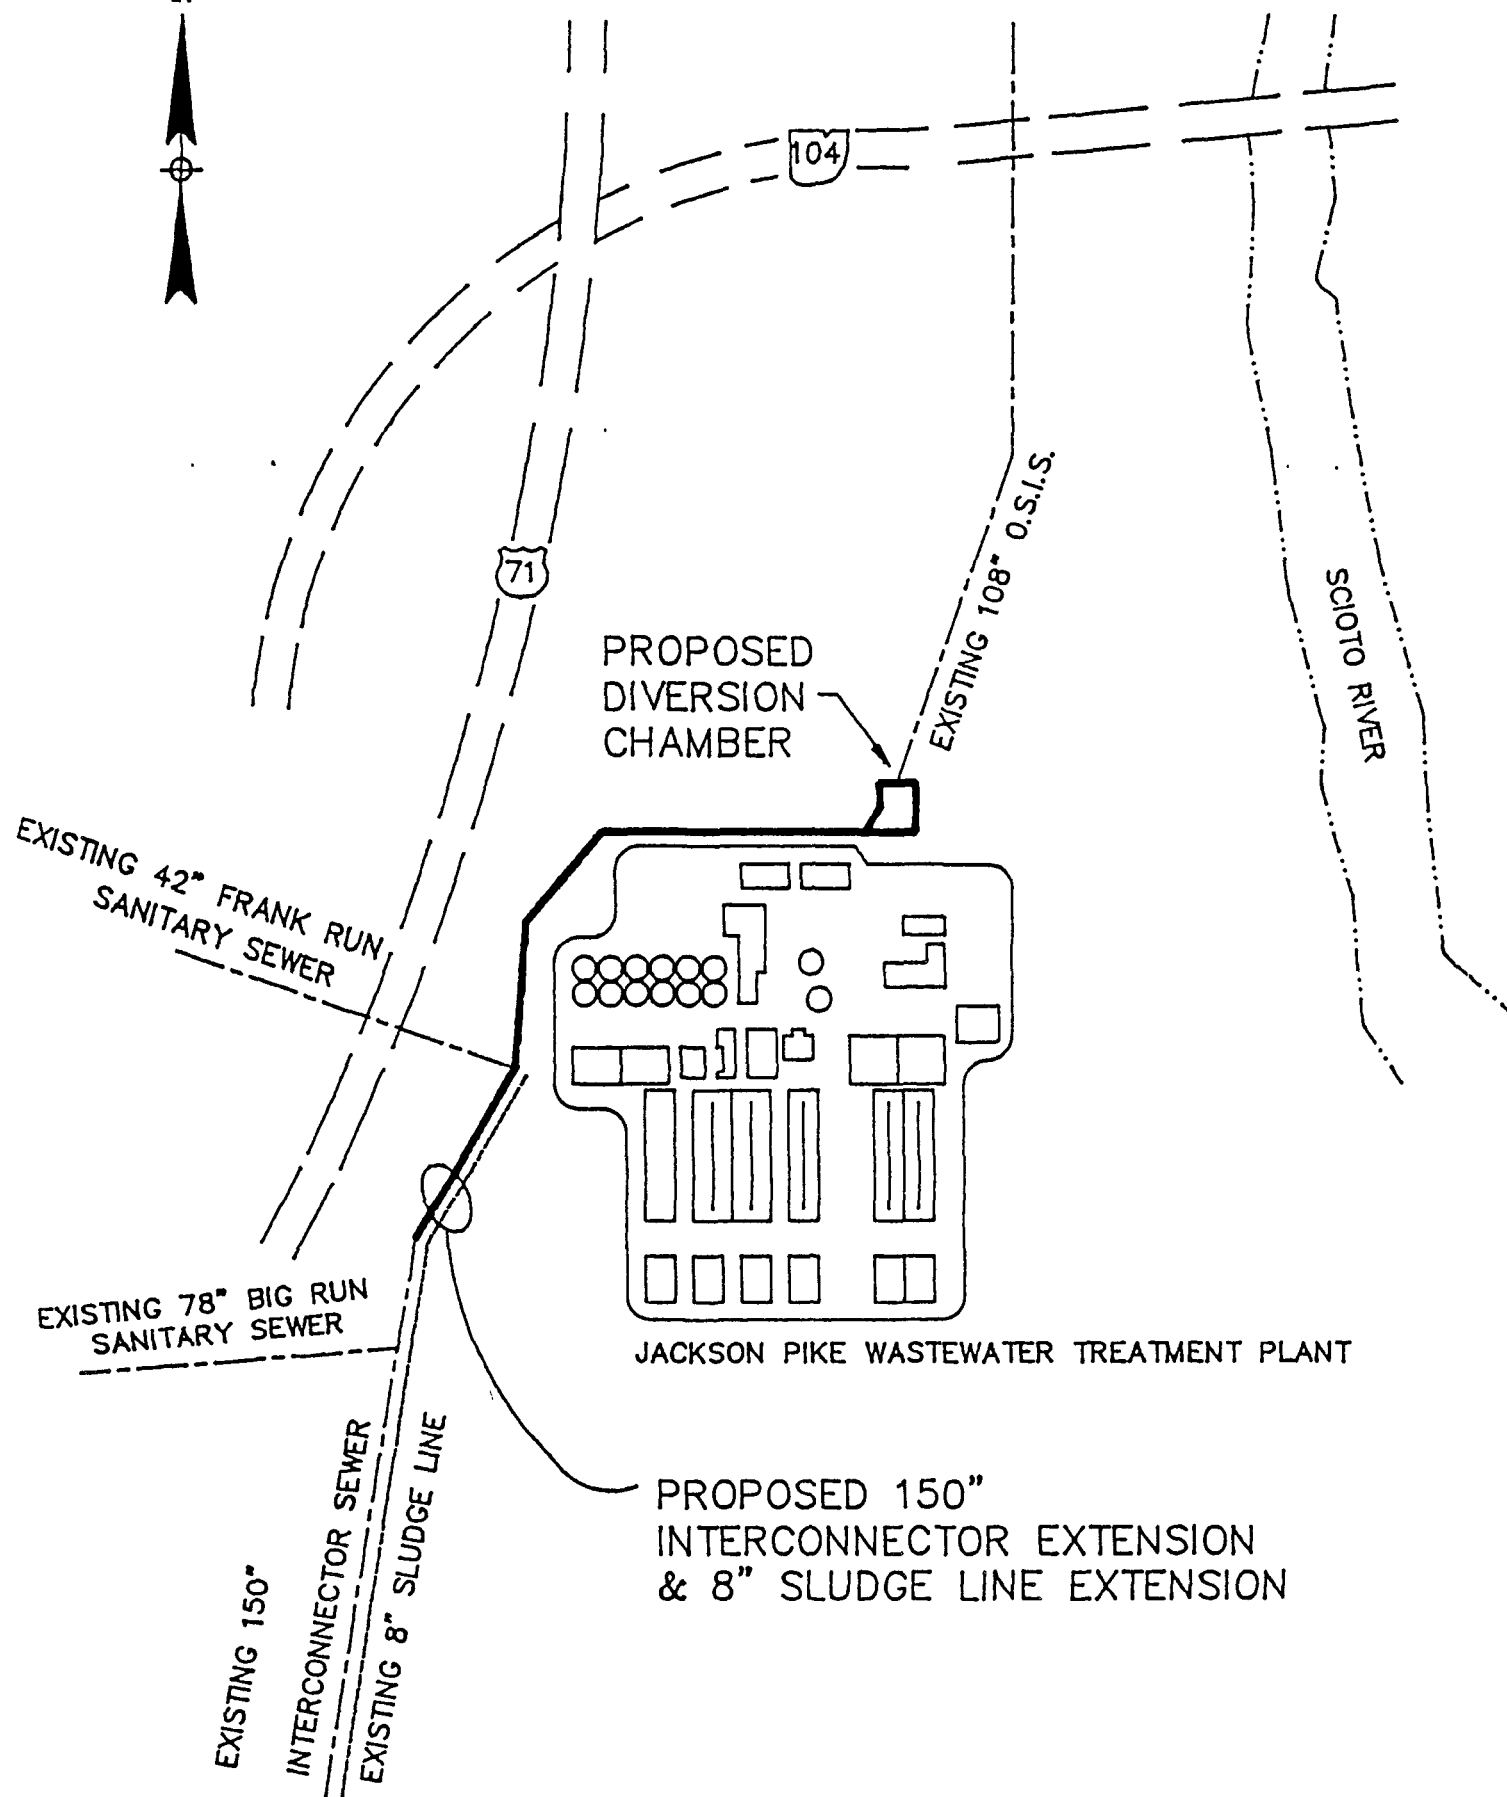 104
71
EXISTING 108" O.S.I.S.
SCIOTO RIVER
PROPOSED
DIVERSION
CHAMBER
EXISTING 42" FRANK RUN
SANITARY SEWER
EXISTING 78" BIG RUN
SANITARY SEWER
JACKSON PIKE WASTEWATER TREATMENT PLANT
PROPOSED 150"
INTERCONNECTOR EXTENSION
& 8" SLUDGE LINE EXTENSION
EXISTING 150"
INTERCONNECTOR SEWER
EXISTING 8" SLUDGE LINE